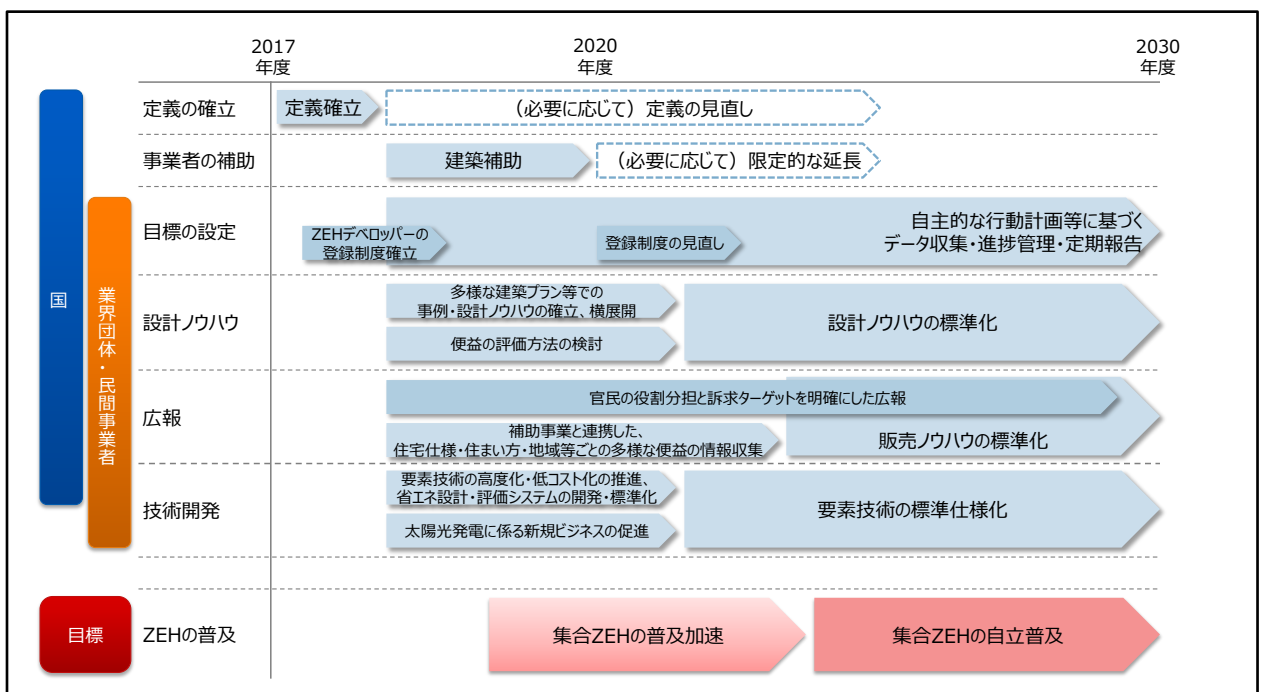 2017
年度
2020
年度
2030
年度
国
業界団体・民間事業者
定義の確立
定義確立
（必要に応じて）定義の見直し
事業者の補助
建築補助
（必要に応じて）限定的な延長
目標の設定
ZEHデベロッパーの
登録制度確立
登録制度の見直し
自主的な行動計画等に基づく
データ収集・進捗管理・定期報告
設計ノウハウ
多様な建築プラン等での
事例・設計ノウハウの確立、横展開
便益の評価方法の検討
設計ノウハウの標準化
広報
官民の役割分担と訴求ターゲットを明確にした広報
補助事業と連携した、
住宅仕様・住まい方・地域等ごとの多様な便益の情報収集
販売ノウハウの標準化
技術開発
要素技術の高度化・低コスト化の推進、
省エネ設計・評価システムの開発・標準化
太陽光発電に係る新規ビジネスの促進
要素技術の標準仕様化
目標
ZEHの普及
集合ZEHの普及加速
集合ZEHの自立普及